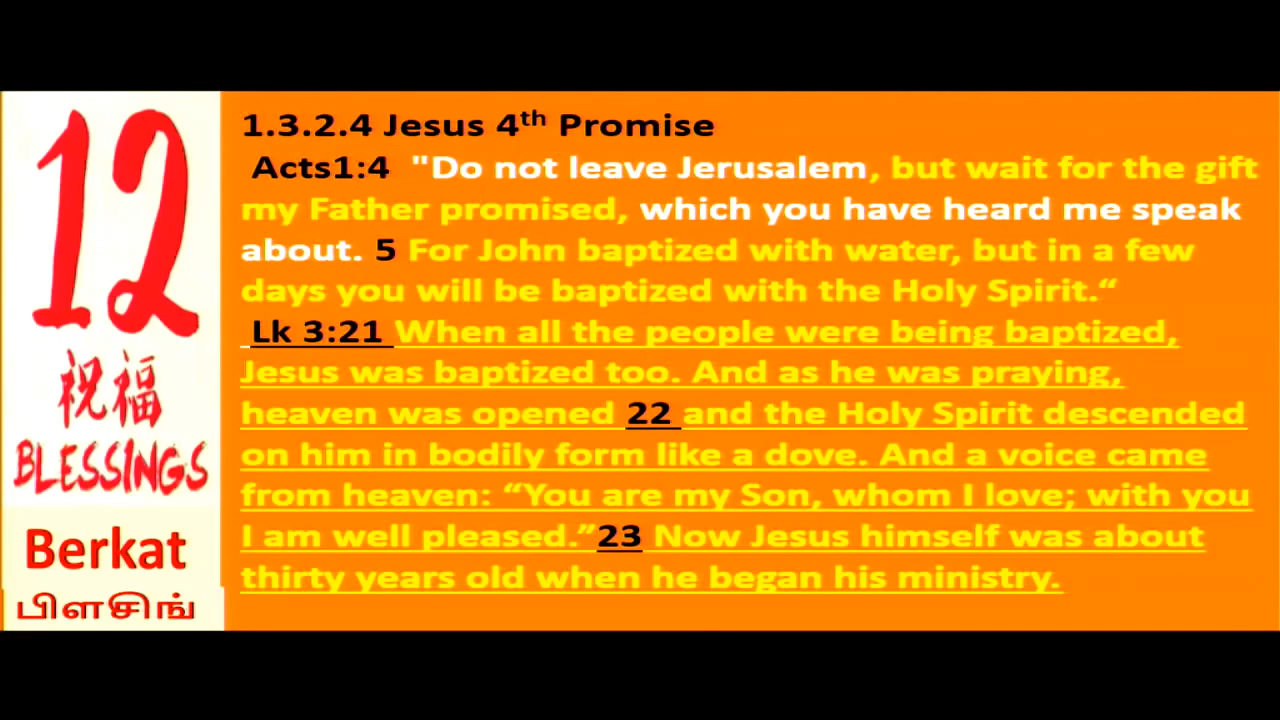 12
祝福
BLESSINGS
Berkat
பிளசிங்
1.3.2.4 Jesus 4th Promise
Acts1:4 "Do not leave Jerusalem, but wait for the gift
my Father promised, which you have heard me speak
about. 5 For John baptized with water, but in a few
days you will be baptized with the Holy Spirit.“
Lk 3:21 When all the people were being baptized,
Jesus was baptized too. And as he was praying,
heaven was opened 22 and the Holy Spirit descended
on him in bodily form like a dove. And a voice came
from heaven: “You are my Son, whom I love; with you
I am well pleased.”23 Now Jesus himself was about
thirty years old when he began his ministry.